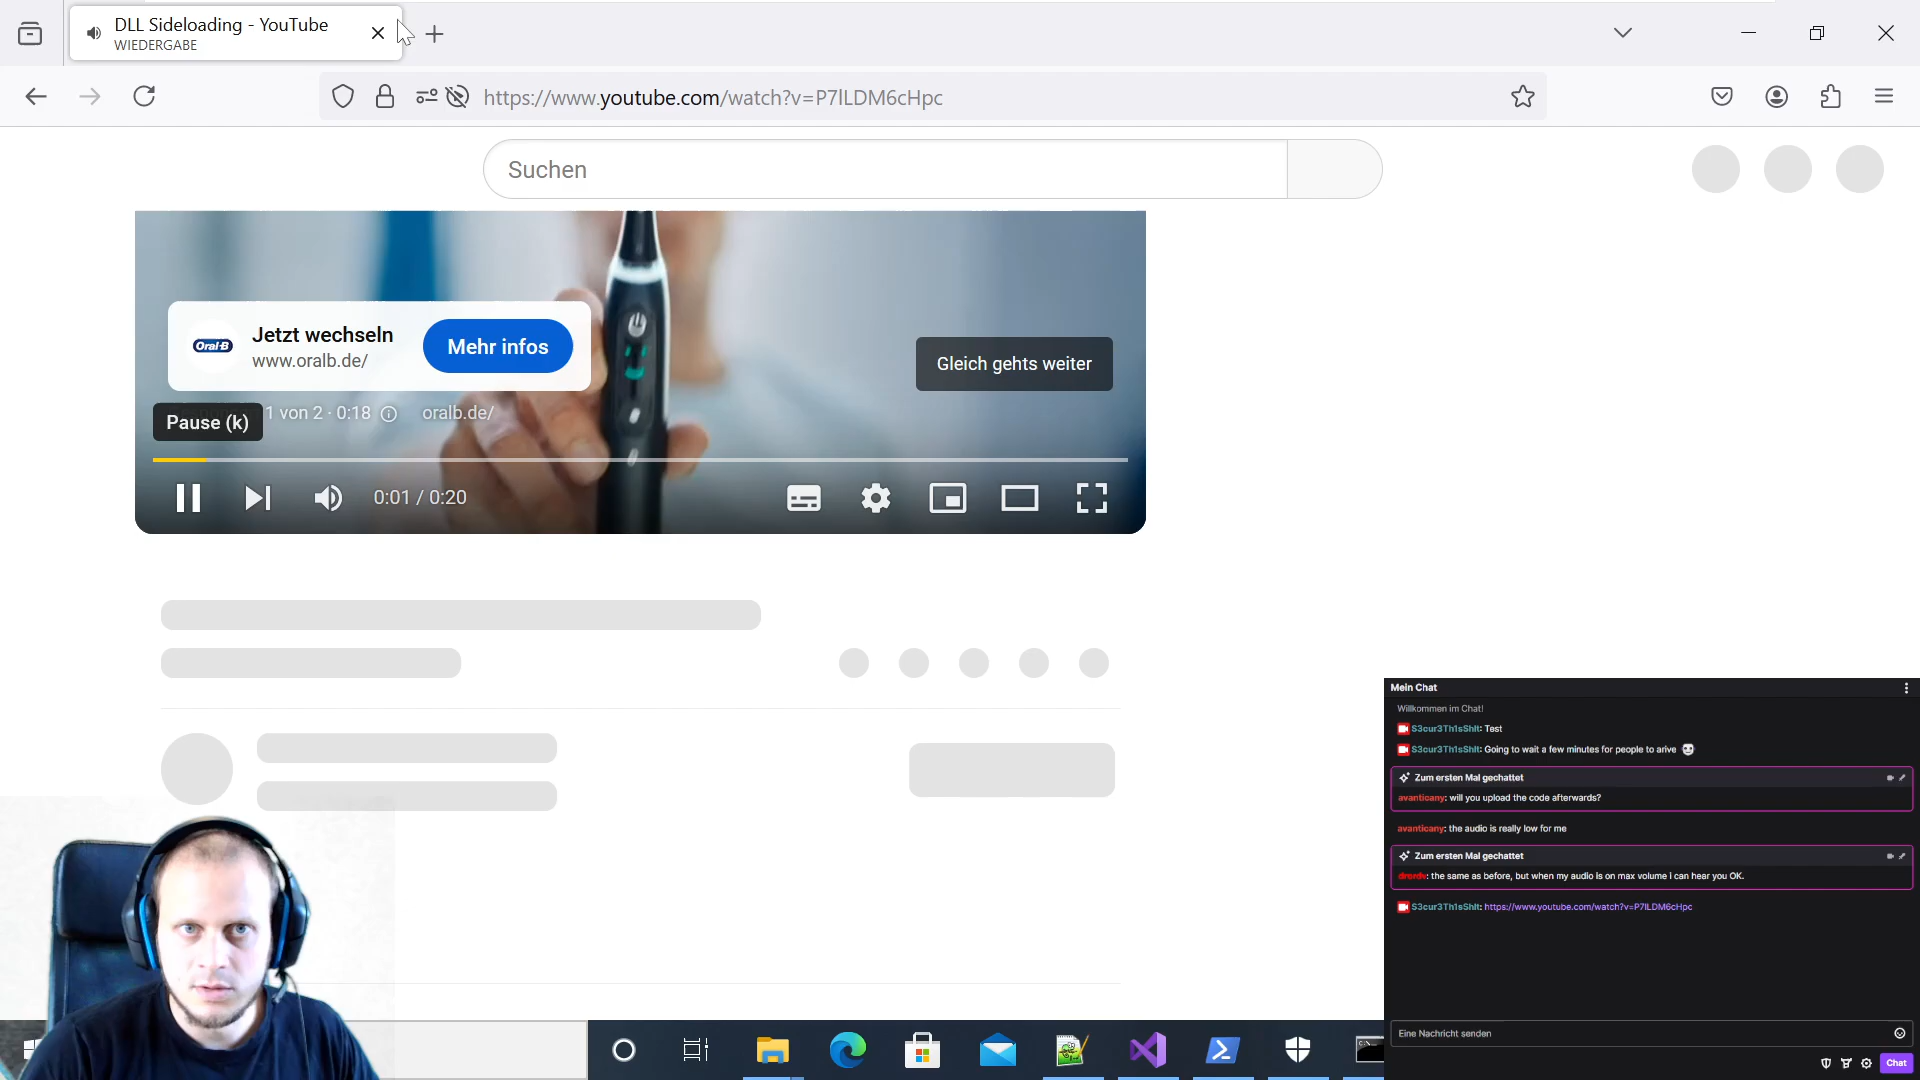 DLL Sideloading - YouTube
WIEDERGABE
https://www.youtube.com/watch?v=P7lLDM6cHpc
Suchen
Oral-B
Jetzt wechseln
www.oralb.de/
Mehr infos
Gleich gehts weiter
1 von 2 · 0:18
oralb.de/
Pause (k)
0:01 / 0:20
Mein Chat
Willkommen im Chat!
S3cur3Th1sSh1t: Test
S3cur3Th1sSh1t: Going to wait a few minutes for people to arive
Zum ersten Mal gechattet
avanticany: will you upload the code afterwards?
avanticany: the audio is really low for me
Zum ersten Mal gechattet
: the same as before, but when my audio is on max volume i can hear you OK.
S3cur3Th1sSh1t: https://www.youtube.com/watch?v=P7lLDM6cHpc
Eine Nachricht senden
Chat